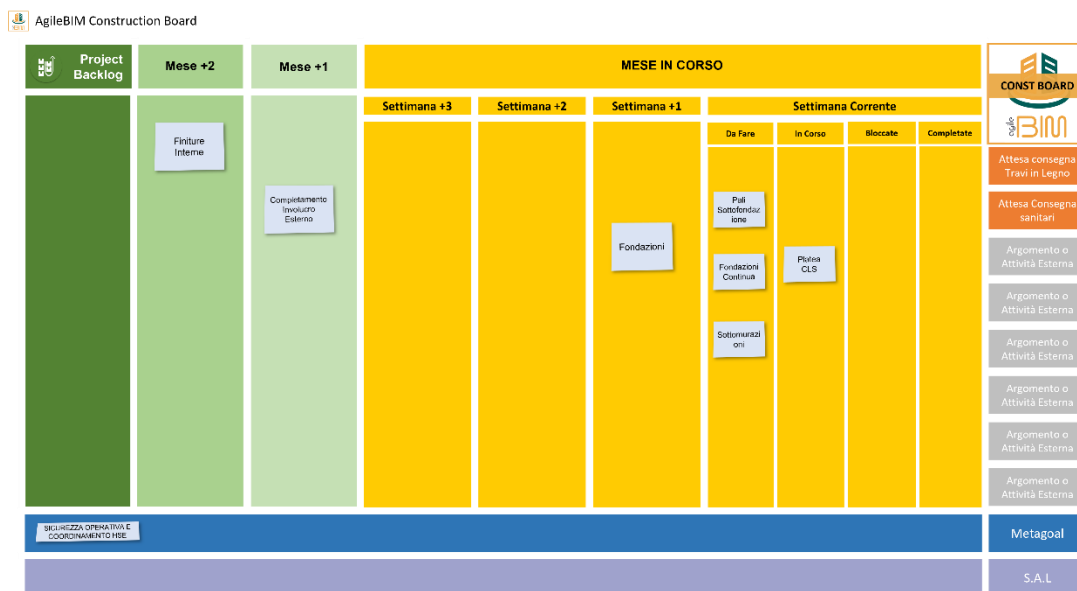 AgileBIM Construction Board
Project
Backlog
Mese +2
Mese +1
MESE IN CORSO
CONST BOARD
agile BIM
Settimana +3
Settimana +2
Settimana +1
Settimana Corrente
Da Fare
In Corso
Bloccate
Completate
Finiture
Interne
Completamento
Involucro
Esterno
Fondazioni
Pali
Sottofondaz
ione
Fondazioni
Continua
Sottomurazi
oni
Platea
CLS
Attesa consegna
Travi in Legno
Attesa Consegna
sanitari
Argomento o
Attività Esterna
Argomento o
Attività Esterna
Argomento o
Attività Esterna
Argomento o
Attività Esterna
Argomento o
Attività Esterna
Argomento o
Attività Esterna
SICUREZZA OPERATIVA E
COORDINAMENTO HSE
Metagoal
S.A.L